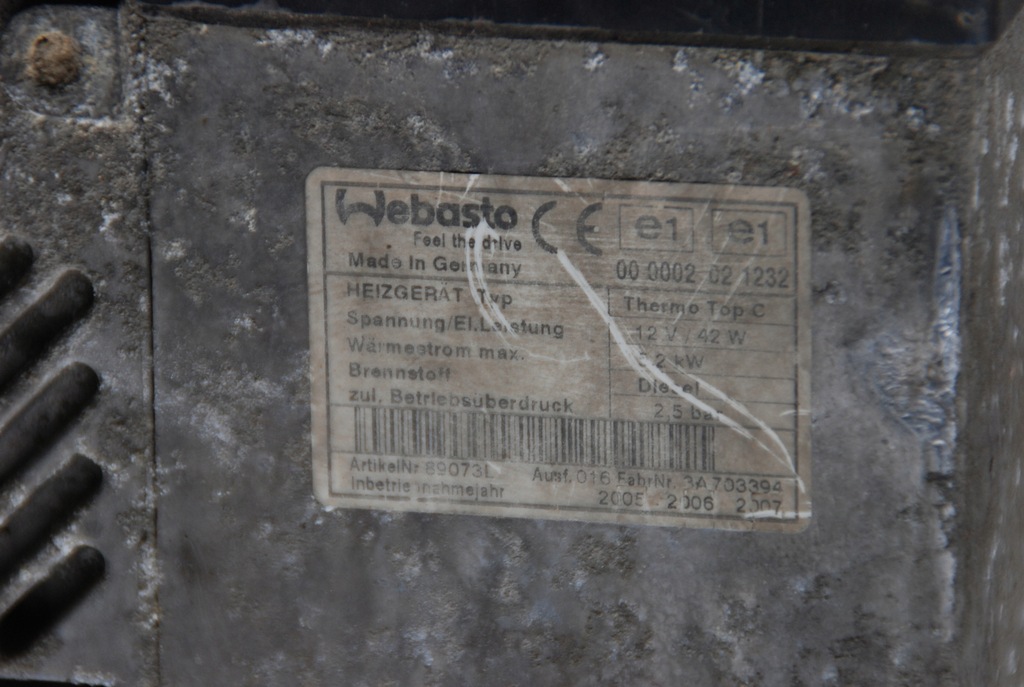 Webasto CE e1 e1
Feel the drive
Made in Germany 00 0002 02 1232
HEIZGERÄT Typ Thermo Top C
Spannung/El.Leistung 12 V / 42 W
Wärmestrom max. 5.2 kW
Brennstoff Diesel
zul. Betriebsüberdruck 2,5 bar
ArtikelNr Ausf. 016 FabrNr. 3A703394
Inbetriebnahmejahr 2005 2006 2007